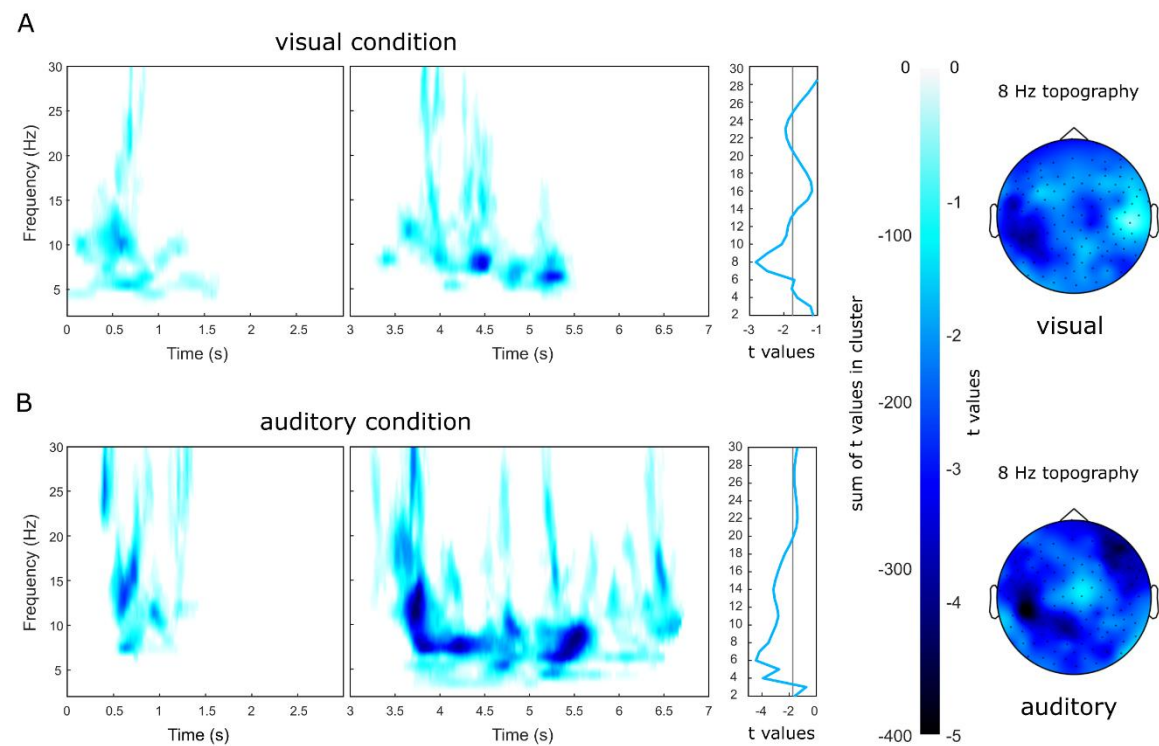 A
visual condition
30
25
20
15
10
5
Frequency (Hz)
0 0.5 1 1.5 2 2.5 3 3.5 4 4.5 5 5.5 6 6.5 7
Time (s)
Time (s)
30
28
26
24
22
20
18
16
14
12
10
8
6
4
2
-3 -2 -1
t values
B
auditory condition
30
25
20
15
10
5
Frequency (Hz)
0 0.5 1 1.5 2 2.5 3 3 3.5 4 4.5 5 5.5 6 6.5 7
Time (s)
Time (s)
30
28
26
24
22
20
18
16
14
12
10
8
6
4
2
-4 -2 0
t values
sum of t values in cluster
0
-100
-200
-300
-400
0
-1
-2
-3
-4
-5
t values
8 Hz topography
visual
8 Hz topography
auditory